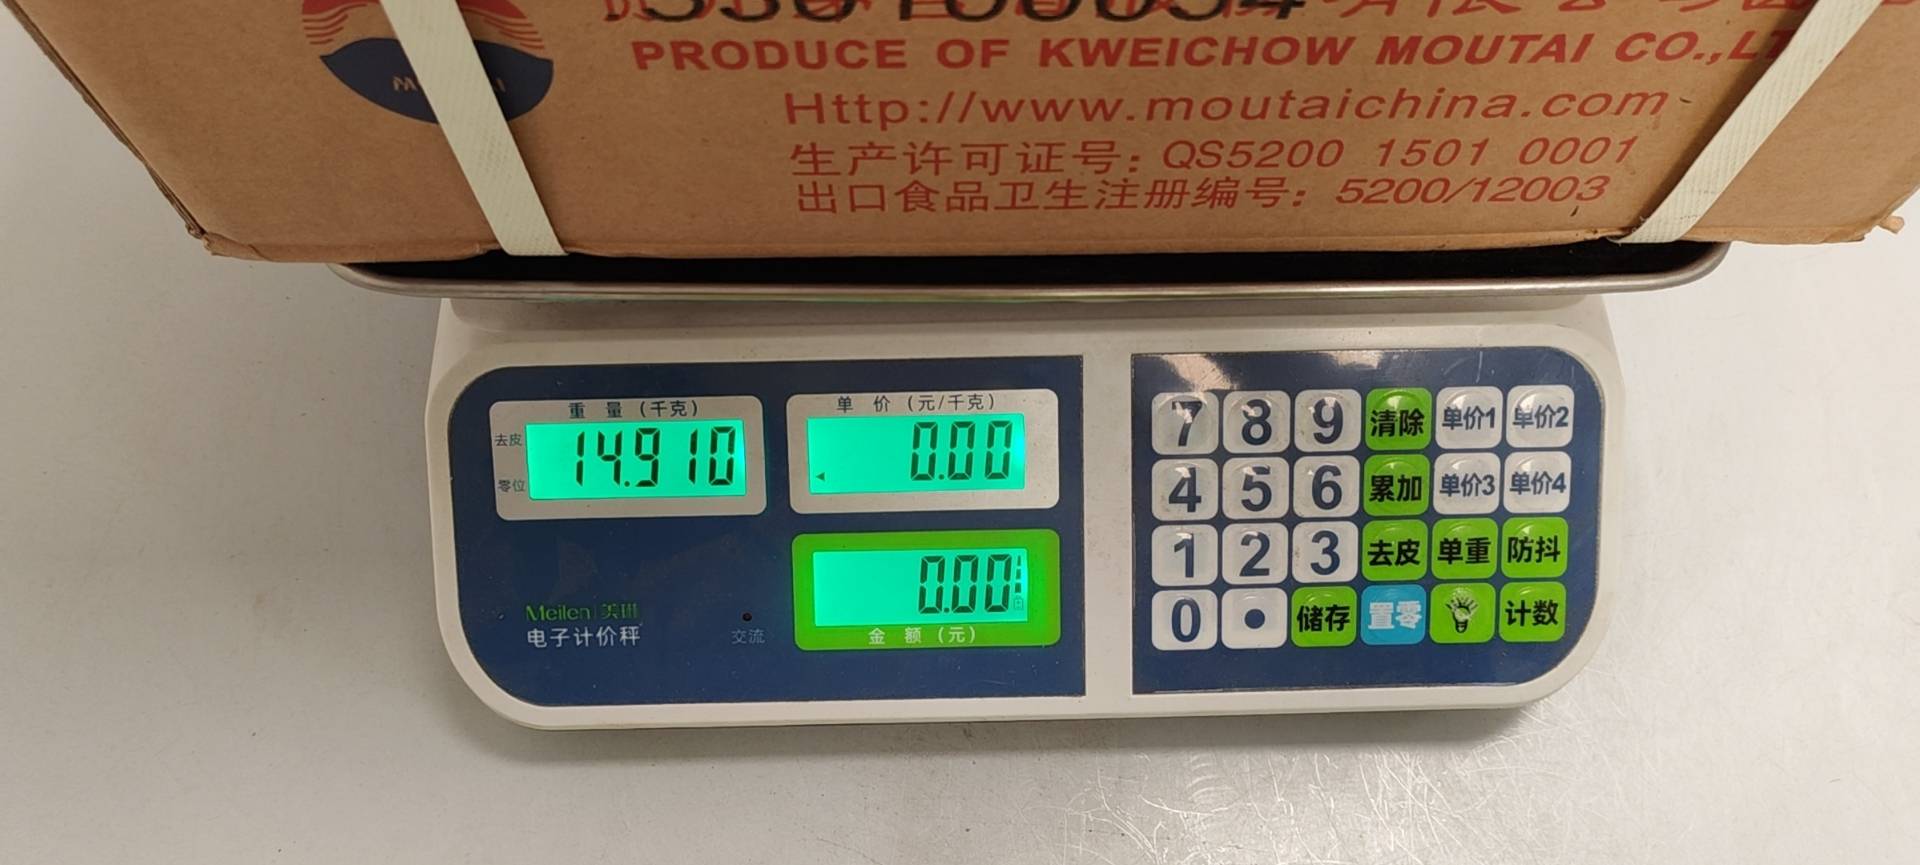 PRODUCE OF KWEICHOW MOUTAI CO.,LT
Http://www.moutaichina.com
生产许可证号: QS5200 1501 0001
出口食品卫生注册编号: 5200/12003
重 量 (千克)
去皮
零位
14.910
单 价 (元/千克)
0.00
0.00
金 额 (元)
Meilen 美琳
电子计价秤
交流
7 8 9 清除 单价1 单价2
4 5 6 累加 单价3 单价4
1 2 3 去皮 单重 防抖
0 • 储存 置零 计数